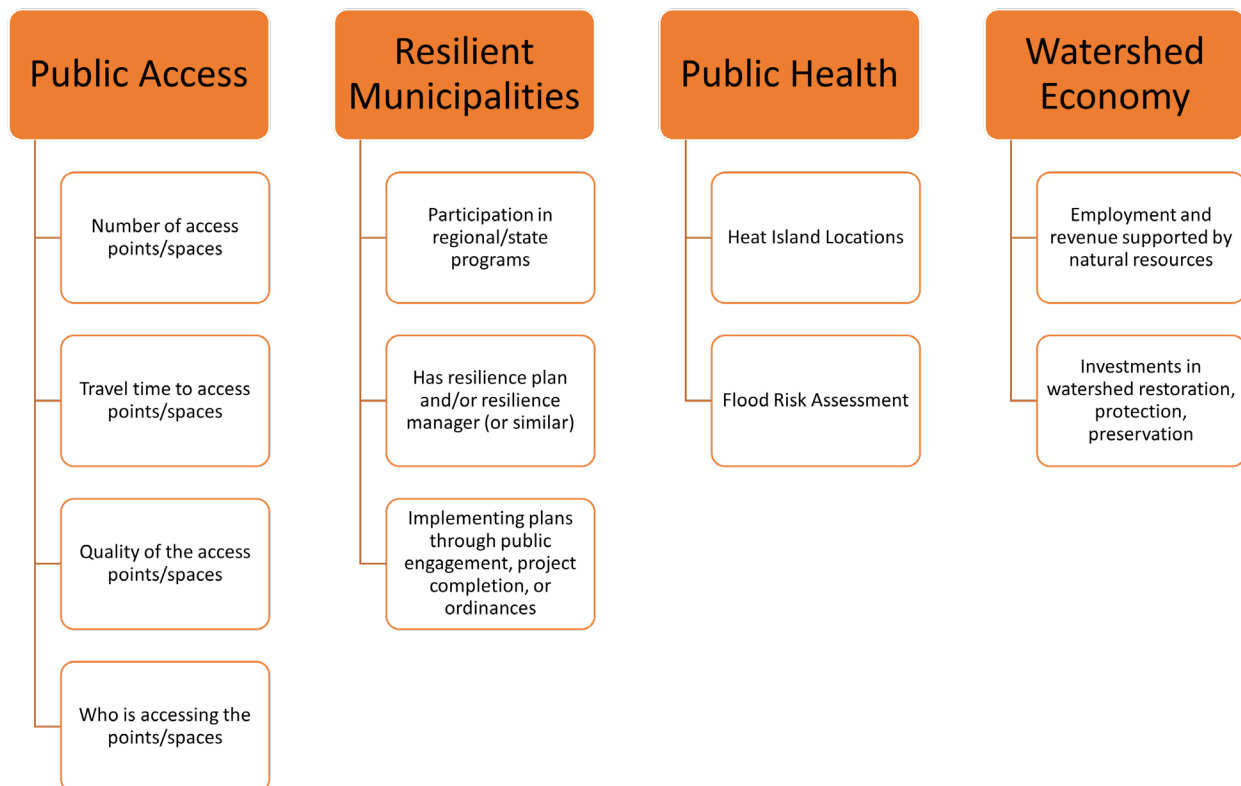 Public Access
Number of access
points/spaces
Travel time to access
points/spaces
Quality of the access
points/spaces
Who is accessing the
points/spaces
Resilient
Municipalities
Participation in
regional/state
programs
Has resilience plan
and/or resilience
manager (or similar)
Implementing plans
through public
engagement, project
completion, or
ordinances
Public Health
Heat Island Locations
Flood Risk Assessment
Watershed
Economy
Employment and
revenue supported by
natural resources
Investments in
watershed restoration,
protection,
preservation